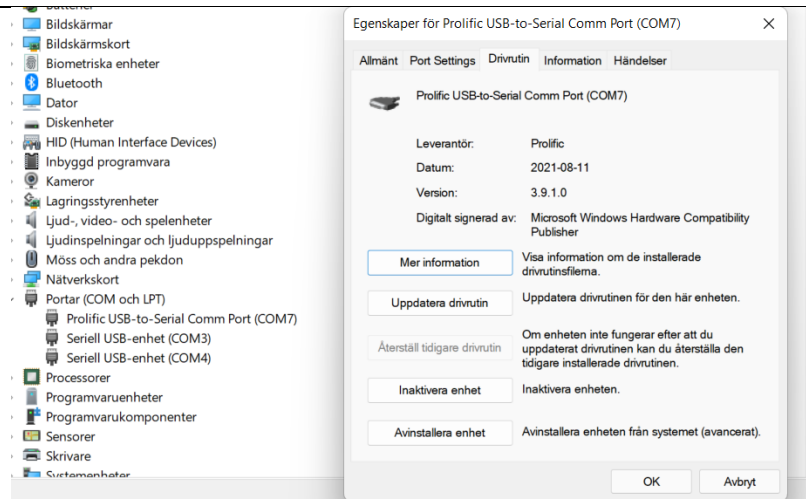 Batterier
Bildskärmar
Bildskärmskort
Biometriska enheter
Bluetooth
Dator
Diskenheter
HID (Human Interface Devices)
Inbyggd programvara
Kameror
Lagringsstyrenheter
Ljud-, video- och spelenheter
Ljudinspelningar och ljuduppspelningar
Möss och andra pekdon
Nätverkskort
Portar (COM och LPT)
Prolific USB-to-Serial Comm Port (COM7)
Seriell USB-enhet (COM3)
Seriell USB-enhet (COM4)
Processorer
Programvaruenheter
Programvarukomponenter
Sensorer
Skrivare
Systemenheter
Egenskaper för Prolific USB-to-Serial Comm Port (COM7)
Allmänt Port Settings Drivrutin Information Händelser
Prolific USB-to-Serial Comm Port (COM7)
Leverantör: Prolific
Datum: 2021-08-11
Version: 3.9.1.0
Digitalt signerad av: Microsoft Windows Hardware Compatibility
Publisher
Mer information
Visa information om de installerade
drivrutinsfilerna.
Uppdatera drivrutin
Uppdatera drivrutinen för den här enheten.
Återställ tidigare drivrutin
Om enheten inte fungerar efter att du
uppdaterat drivrutinen kan du återställa den
tidigare installerade drivrutinen.
Inaktivera enhet
Inaktivera enheten.
Avinstallera enhet
Avinstallera enheten från systemet (avancerat).
OK Avbryt